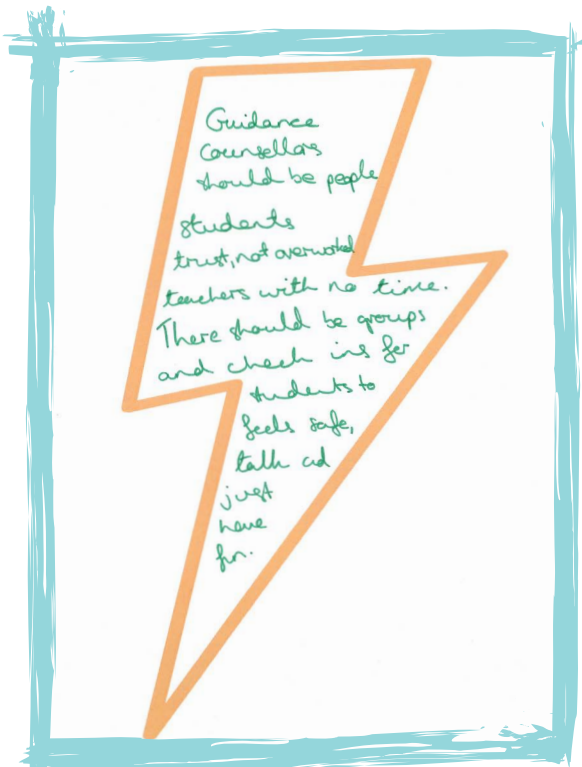 Guidance
Counsellors
should be people
students
trust, not overworked
teachers with no time.
There should be groups
and check ins for
students to
feels safe,
talk ad
just
have
fun.